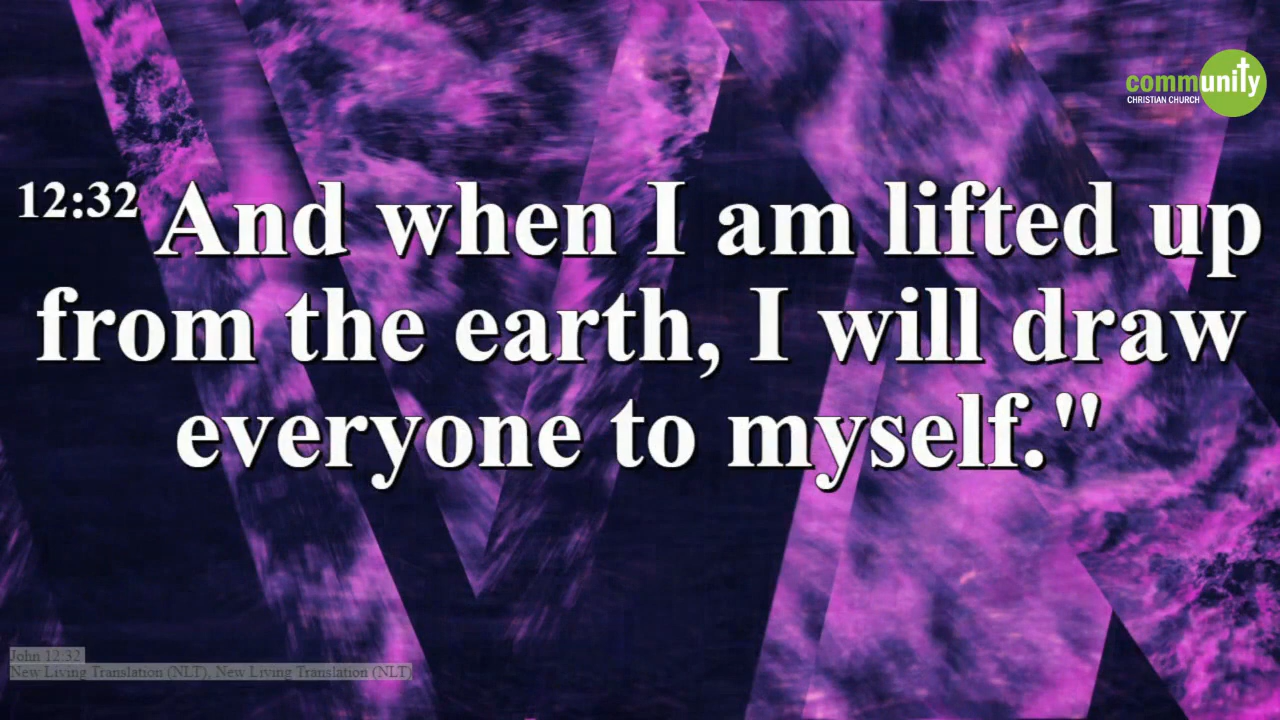 community
CHRISTIAN CHURCH
12:32 And when I am lifted up
from the earth, I will draw
everyone to myself."
John 12:32
New Living Translation (NLT), New Living Translation (NLT)